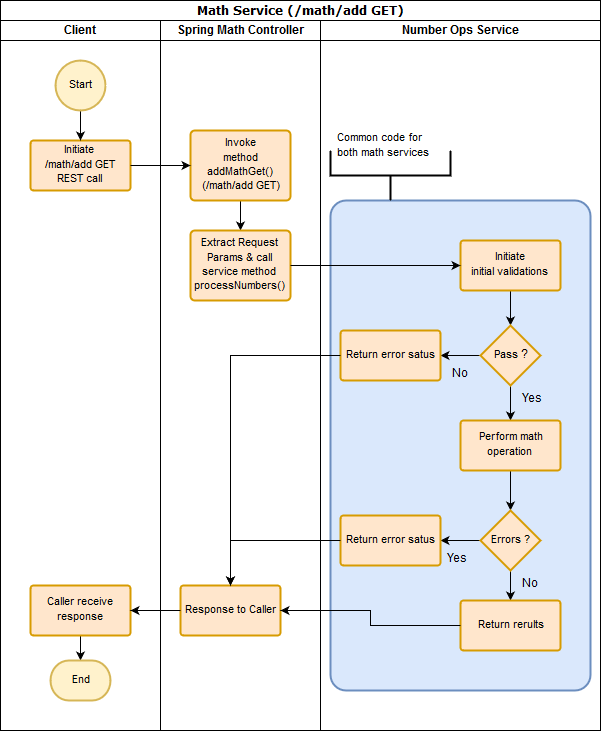 Math Service (/math/add GET)
Client
Spring Math Controller
Number Ops Service
Start
Initiate
/math/add GET
REST call
Invoke
method
addMathGet()
(/math/add GET)
Common code for
both math services
Extract Request
Params & call
service method
processNumbers()
Initiate
initial validations
Return error satus
Pass ?
No
Yes
Perform math
operation
Return error satus
Errors ?
Yes
No
Caller receive
response
Response to Caller
Return rerults
End